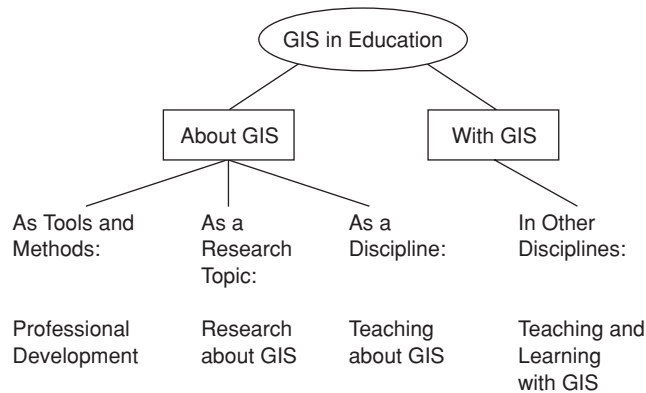 GIS in Education
About GIS
With GIS
As Tools and
Methods:
As a
Research
Topic:
As a
Discipline:
In Other
Disciplines:
Professional
Development
Research
about GIS
Teaching
about GIS
Teaching and
Learning
with GIS